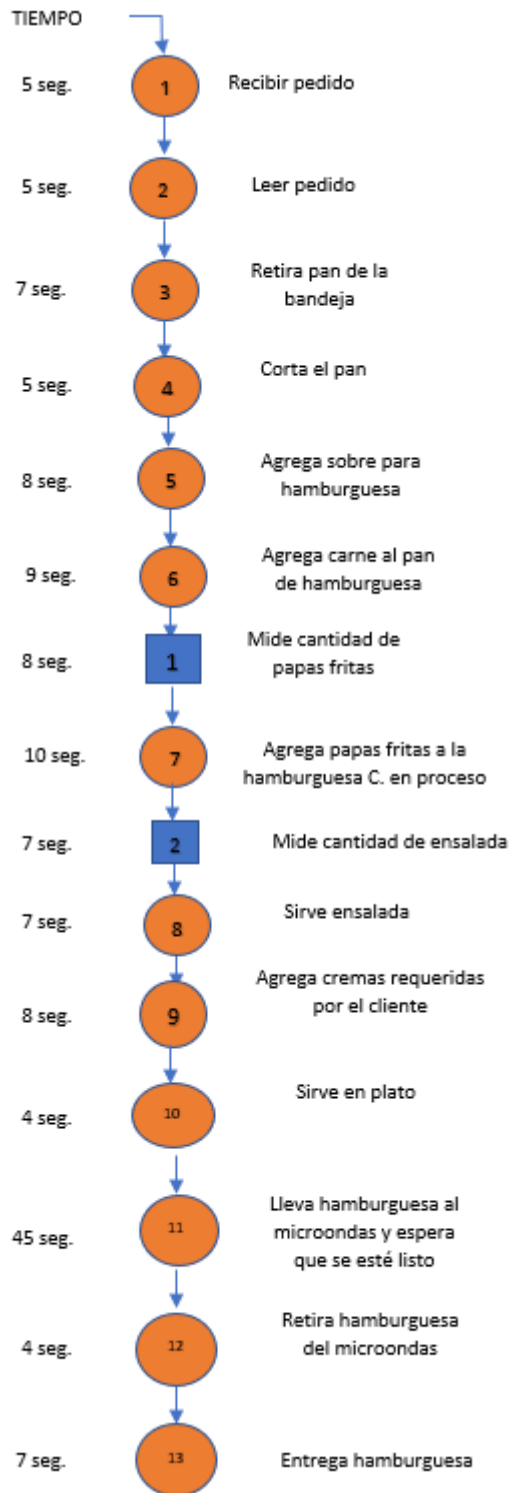 TIEMPO
5 seg.
1
Recibir pedido
5 seg.
2
Leer pedido
7 seg.
3
Retira pan de la
bandeja
5 seg.
4
Corta el pan
8 seg.
5
Agrega sobre para
hamburguesa
9 seg.
6
Agrega carne al pan
de hamburguesa
8 seg.
1
Mide cantidad de
papas fritas
10 seg.
7
Agrega papas fritas a la
hamburguesa C. en proceso
7 seg.
2
Mide cantidad de ensalada
7 seg.
8
Sirve ensalada
8 seg.
9
Agrega cremas requeridas
por el cliente
4 seg.
10
Sirve en plato
45 seg.
11
Lleva hamburguesa al
microondas y espera
que se esté listo
4 seg.
12
Retira hamburguesa
del microondas
7 seg.
13
Entrega hamburguesa